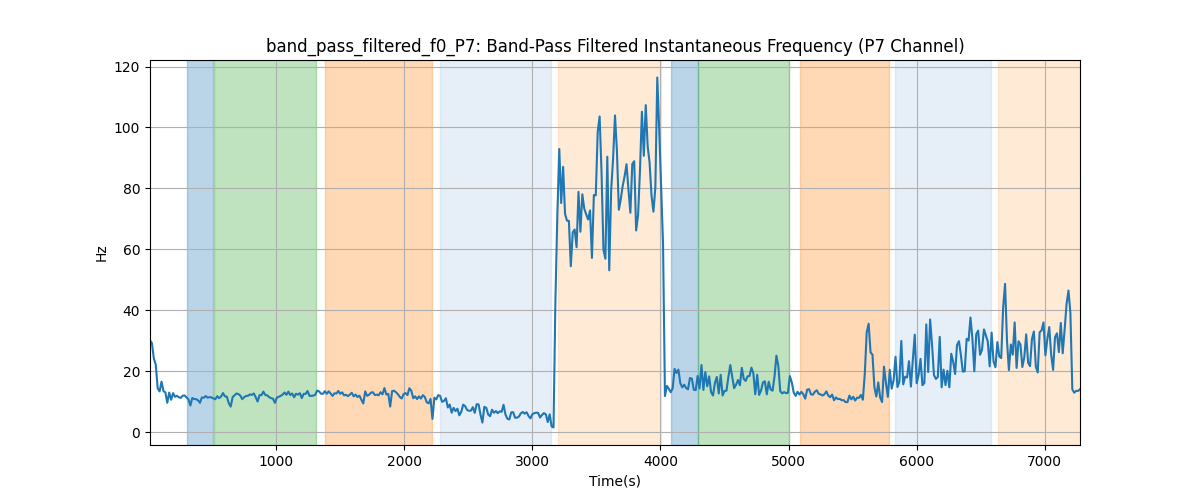 band_pass_filtered_f0_P7: Band-Pass Filtered Instantaneous Frequency (P7 Channel)
120
100
80
60
40
20
0
Hz
1000 2000 3000 4000 5000 6000 7000
Time(s)